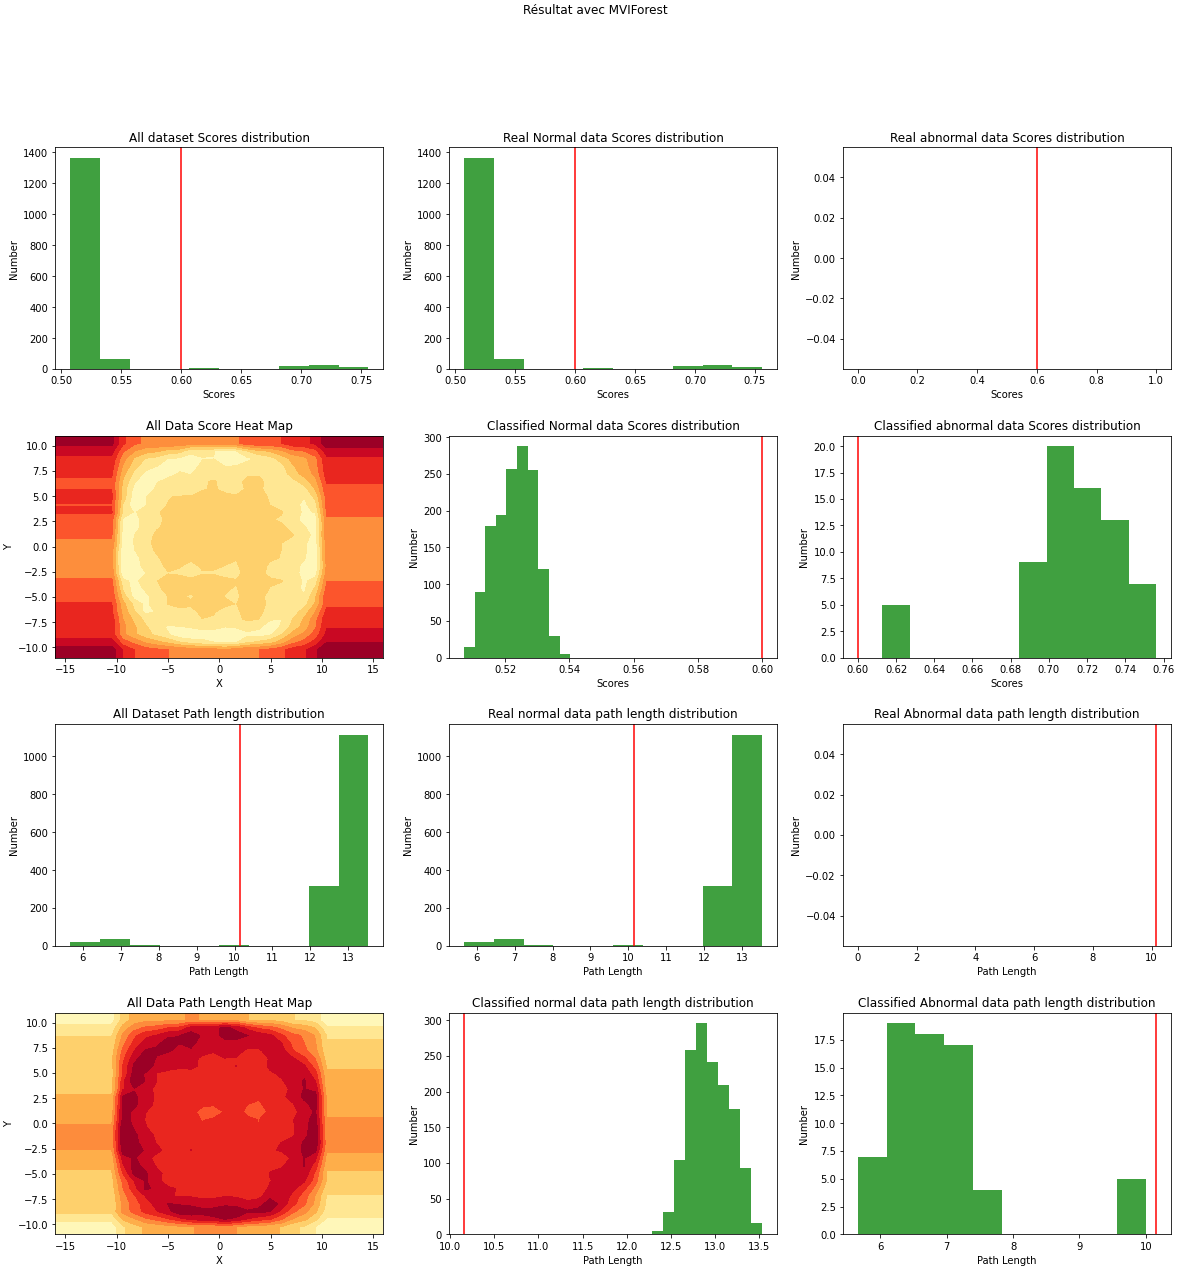 Résultat avec MVIForest
All dataset Scores distribution
Number
1400
1200
1000
800
600
400
200
0
0.50 0.55 0.60 0.65 0.70 0.75
Scores
Real Normal data Scores distribution
Number
1400
1200
1000
800
600
400
200
0
0.50 0.55 0.60 0.65 0.70 0.75
Scores
Real abnormal data Scores distribution
Number
0.04
0.02
0.00
−0.02
−0.04
0.0 0.2 0.4 0.6 0.8 1.0
Scores
All Data Score Heat Map
Y
10.0
7.5
5.0
2.5
0.0
−2.5
−5.0
−7.5
−10.0
−15 −10 −5 0 5 10 15
X
Classified Normal data Scores distribution
Number
300
250
200
150
100
50
0
0.52 0.54 0.56 0.58 0.60
Scores
Classified abnormal data Scores distribution
Number
20.0
17.5
15.0
12.5
10.0
7.5
5.0
2.5
0.0
0.60 0.62 0.64 0.66 0.68 0.70 0.72 0.74 0.76
Scores
All Dataset Path length distribution
Number
1000
800
600
400
200
0
6 7 8 9 10 11 12 13
Path Length
Real normal data path length distribution
Number
1000
800
600
400
200
0
6 7 8 9 10 11 12 13
Path Length
Real Abnormal data path length distribution
Number
0.04
0.02
0.00
−0.02
−0.04
0 2 4 6 8 10
Path Length
All Data Path Length Heat Map
Y
10.0
7.5
5.0
2.5
0.0
−2.5
−5.0
−7.5
−10.0
−15 −10 −5 0 5 10 15
X
Classified normal data path length distribution
Number
300
250
200
150
100
50
0
10.0 10.5 11.0 11.5 12.0 12.5 13.0 13.5
Path Length
Classified Abnormal data path length distribution
Number
17.5
15.0
12.5
10.0
7.5
5.0
2.5
0.0
6 7 8 9 10
Path Length